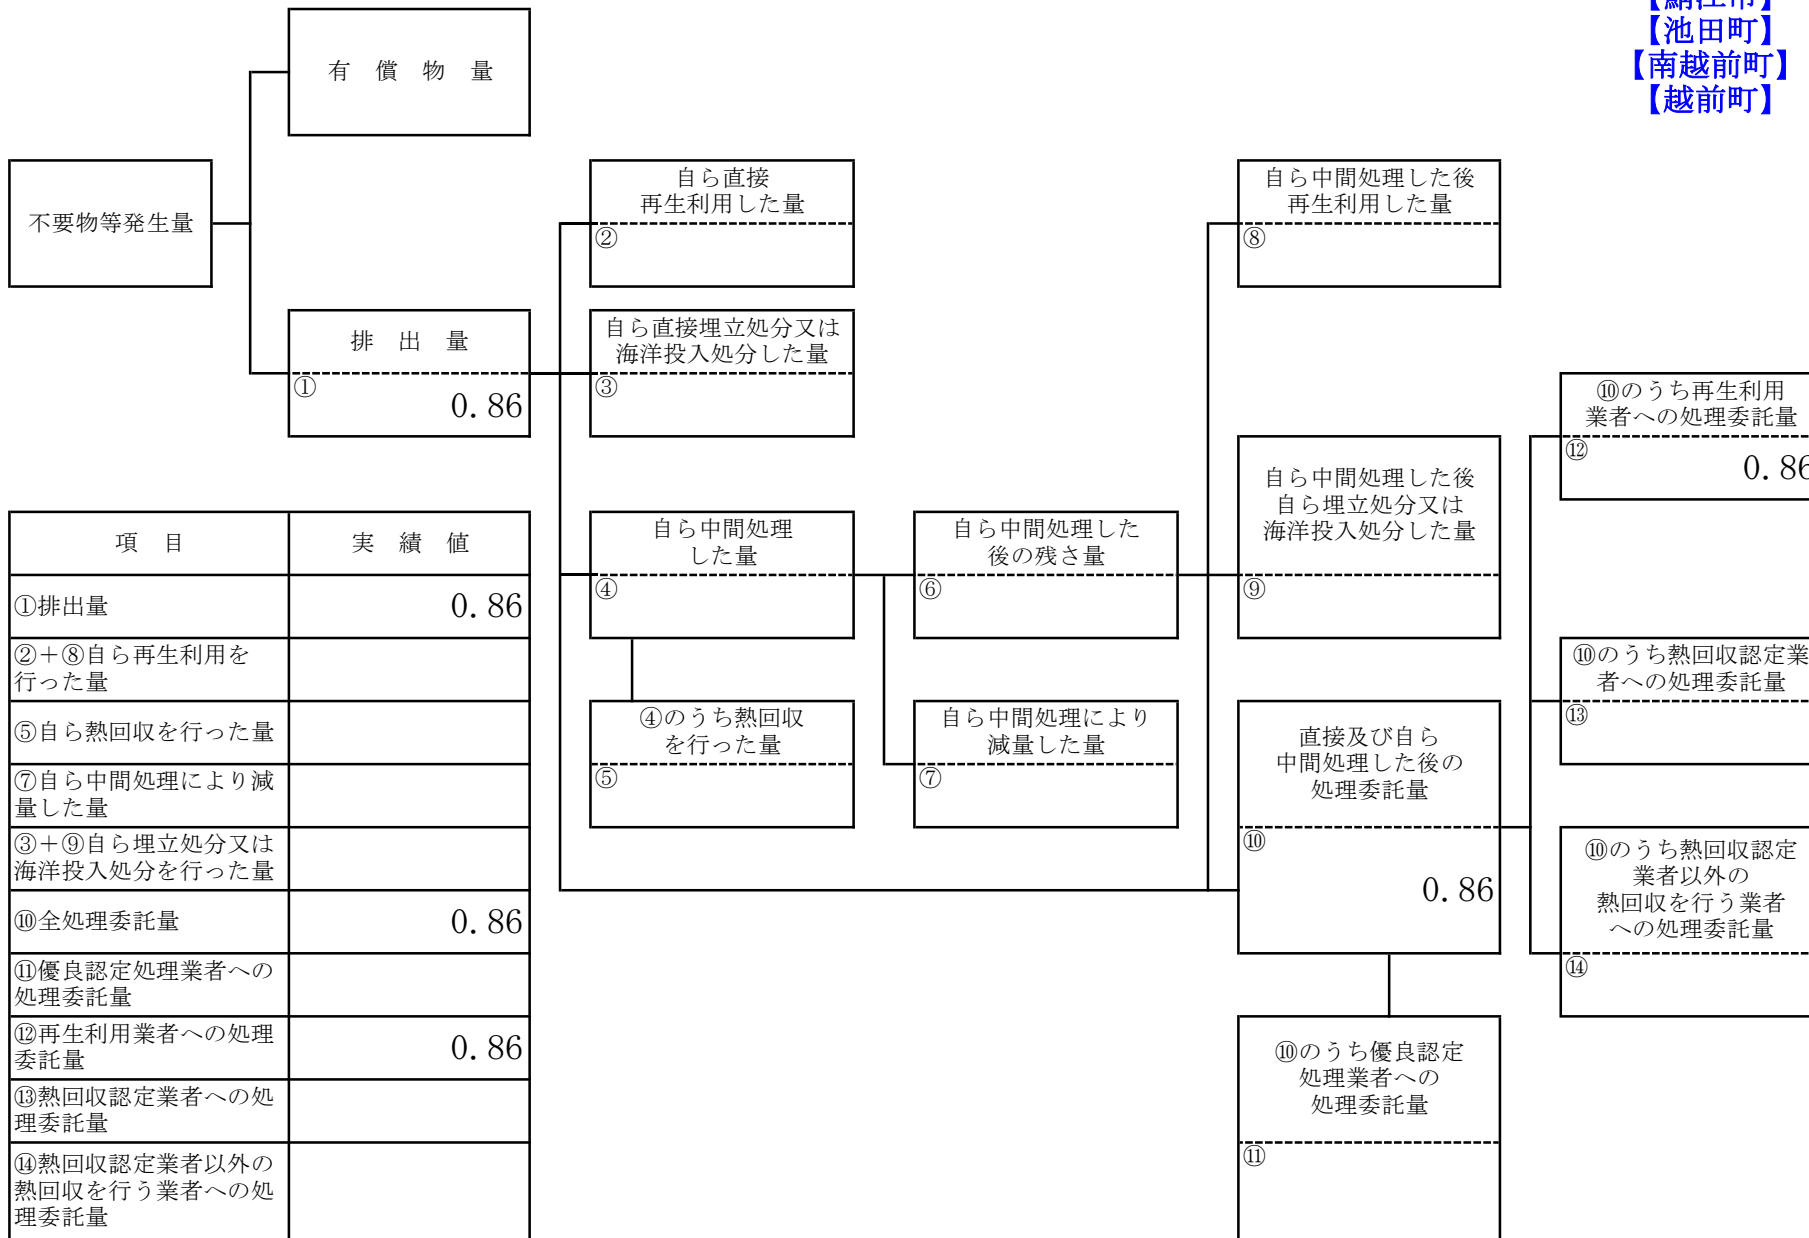 【鯖江市】
【池田町】
【南越前町】
【越前町】
有 償 物 量
不要物等発生量
排 出 量
①
0.86
自ら直接
再生利用した量
②
自ら直接埋立処分又は
海洋投入処分した量
③
自ら中間処理
した量
④
④のうち熱回収
を行った量
⑤
自ら中間処理した
後の残さ量
⑥
自ら中間処理により
減量した量
⑦
自ら中間処理した後
再生利用した量
⑧
自ら中間処理した後
自ら埋立処分又は
海洋投入処分した量
⑨
直接及び自ら
中間処理した後の
処理委託量
⑩
0.86
⑩のうち優良認定
処理業者への
処理委託量
⑪
⑩のうち再生利用
業者への処理委託量
⑫
0.86
⑩のうち熱回収認定業
者への処理委託量
⑬
⑩のうち熱回収認定
業者以外の
熱回収を行う業者
への処理委託量
⑭
項 目
実 績 値
①排出量
0.86
②＋⑧自ら再生利用を
行った量
⑤自ら熱回収を行った量
⑦自ら中間処理により減
量した量
③＋⑨自ら埋立処分又は
海洋投入処分を行った量
⑩全処理委託量
0.86
⑪優良認定処理業者への
処理委託量
⑫再生利用業者への処理
委託量
0.86
⑬熱回収認定業者への処
理委託量
⑭熱回収認定業者以外の
熱回収を行う業者への処
理委託量